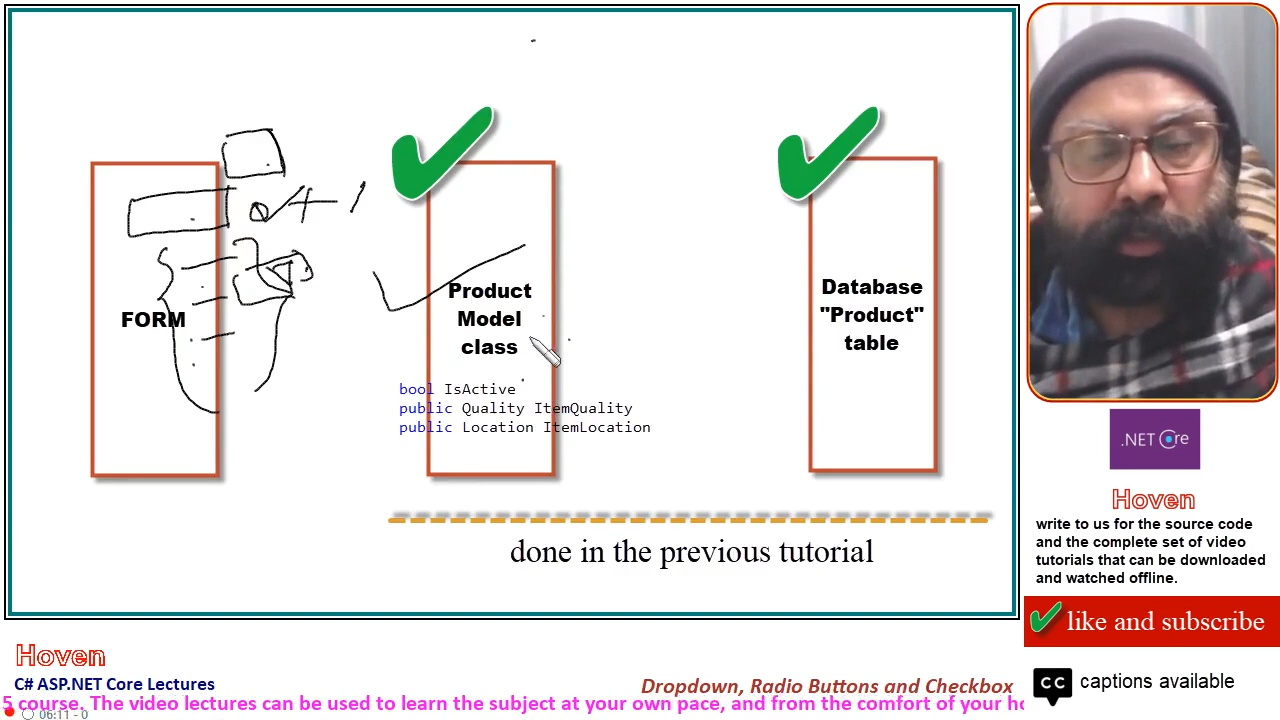 FORM
Product
Model
class
bool IsActive
public Quality ItemQuality
public Location ItemLocation
Database
"Product"
table
done in the previous tutorial
.NET Core
Hoven
write to us for the source code
and the complete set of video
tutorials that can be downloaded
and watched offline.
like and subscribe
CC captions available
Hoven
C# ASP.NET Core Lectures
Dropdown, Radio Buttons and Checkbox
5 course. The video lectures can be used to learn the subject at your own pace, and from the comfort of your ho
06:11 - 0